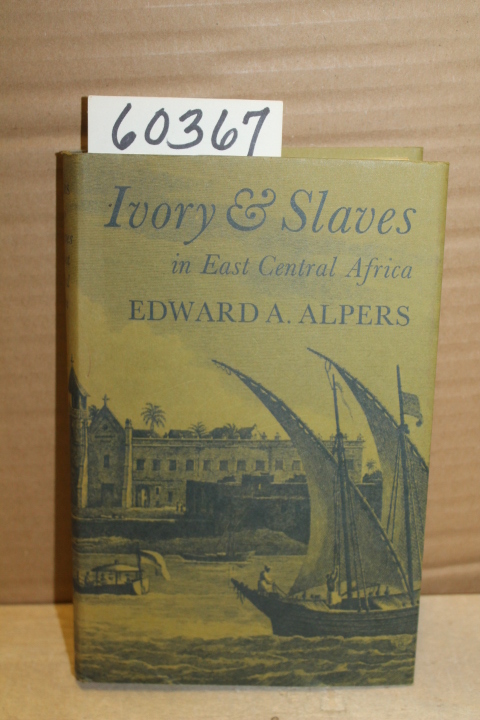 60367
Ivory & Slaves
in East Central Africa
EDWARD A. ALPERS